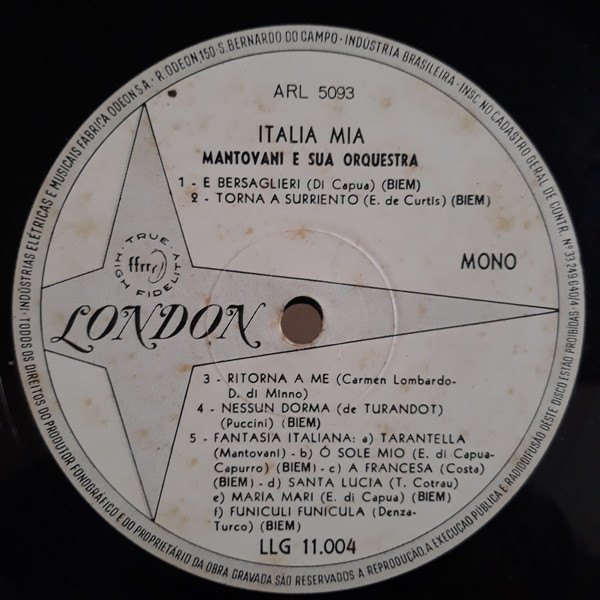 TODOS OS DIREITOS DO PRODUTOR FONOGRÁFICO E DO PROPRIETÁRIO DA OBRA GRAVADA SÃO RESERVADOS A REPRODUÇÃO, A EXECUÇÃO PÚBLICA E RADIODIFUSÃO DESTE DISCO ESTÃO PROIBIDAS · INDÚSTRIAS ELÉTRICAS E MUSICAIS FÁBRICA ODEON S.A. - R. ODEON, 150 - S. BERNARDO DO CAMPO · INDÚSTRIA BRASILEIRA · INSC NO CADASTRO GERAL DE CONTR. Nº 33.249.640/4
ARL 5093
ITALIA MIA
MANTOVANI E SUA ORQUESTRA
1 - E BERSAGLIERI (Di Capua) (BIEM)
2 - TORNA A SURRIENTO (E. de Curtis) (BIEM)
TRUE
ffrr
HIGH FIDELITY
MONO
LONDON
3 - RITORNA A ME (Carmen Lombardo-
D. di Minno)
4 - NESSUN DORMA (de TURANDOT)
(Puccini) (BIEM)
5 - FANTASIA ITALIANA: a) TARANTELLA
(Mantovani) - b) Ó SOLE MIO (E. di Capua-
Capurro) (BIEM) - c) A FRANCESA (Costa)
(BIEM) - d) SANTA LUCIA (T. Cotrau)
e) MARIA MARI (E. di Capua) (BIEM)
f) FUNICULI FUNICULA (Denza-
Turco) (BIEM)
LLG 11.004